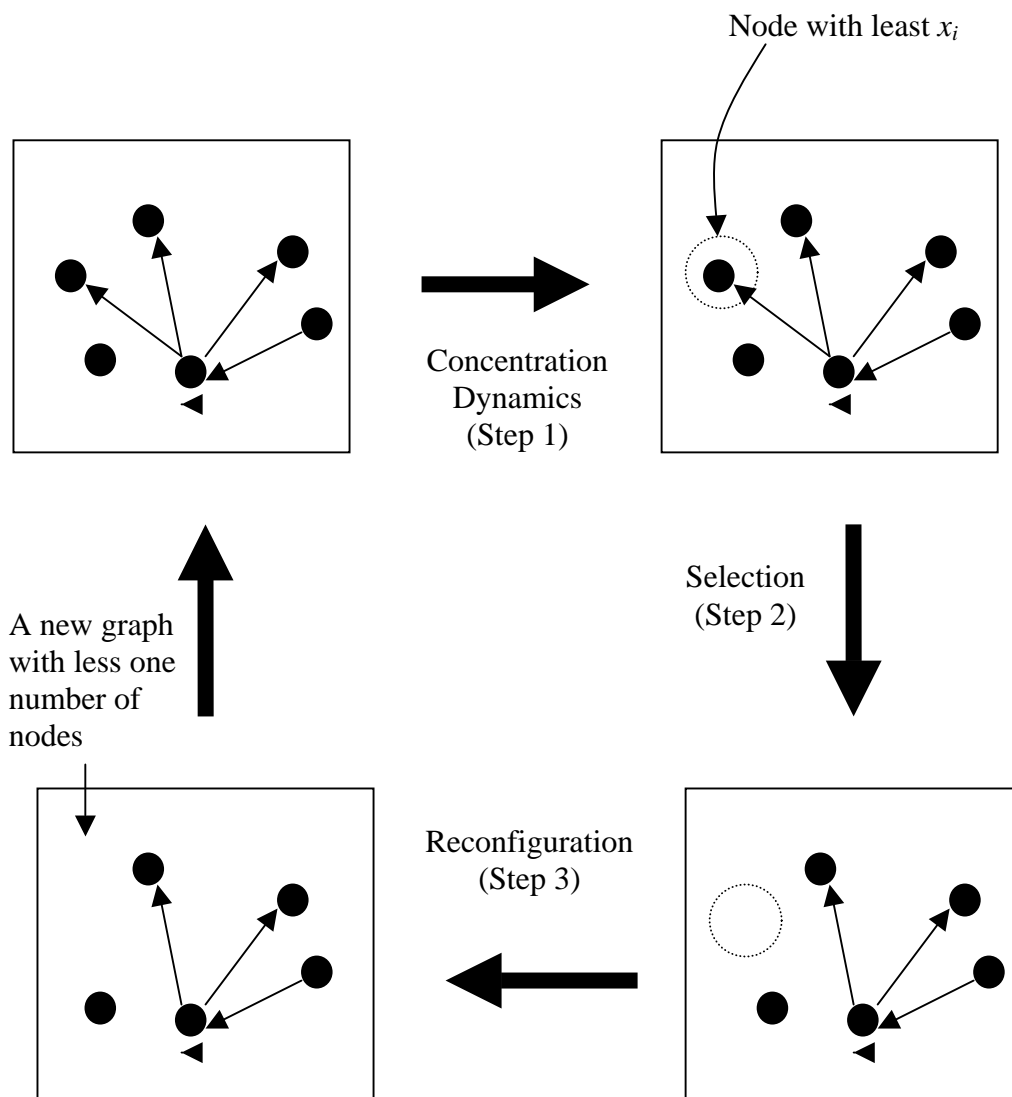 Node with least xᵢ
Concentration
Dynamics
(Step 1)
Selection
(Step 2)
A new graph
with less one
number of
nodes
Reconfiguration
(Step 3)